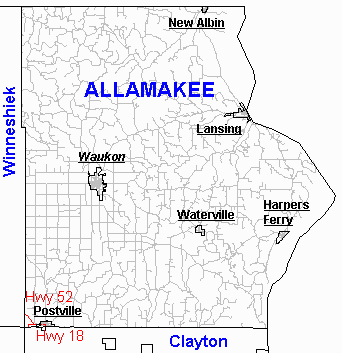 New Albin
ALLAMAKEE
Winneshiek
Lansing
Waukon
Waterville
Harpers
Ferry
Hwy 52
Postville
Hwy 18
Clayton